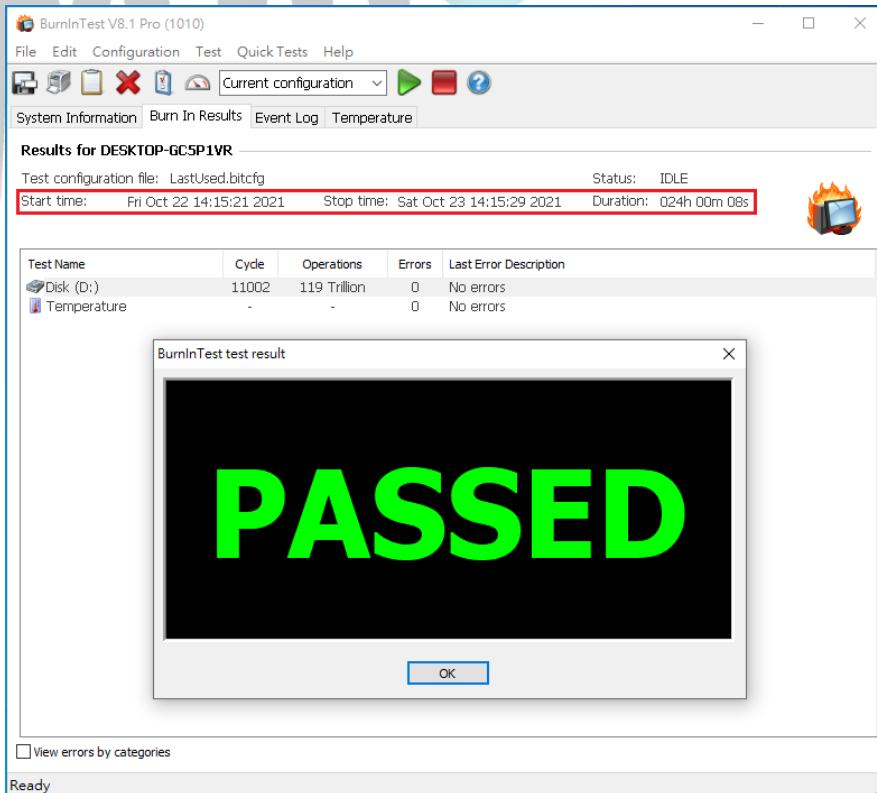 BurnInTest V8.1 Pro (1010)
File Edit Configuration Test Quick Tests Help
Current configuration
System Information Burn In Results Event Log Temperature
Results for DESKTOP-GC5P1VR
Test configuration file: LastUsed.bitcfg Status: IDLE
Start time: Fri Oct 22 14:15:21 2021 Stop time: Sat Oct 23 14:15:29 2021 Duration: 024h 00m 08s
Test Name Cycle Operations Errors Last Error Description
Disk (D:) 11002 119 Trillion 0 No errors
Temperature - - 0 No errors
BurnInTest test result
PASSED
OK
View errors by categories
Ready